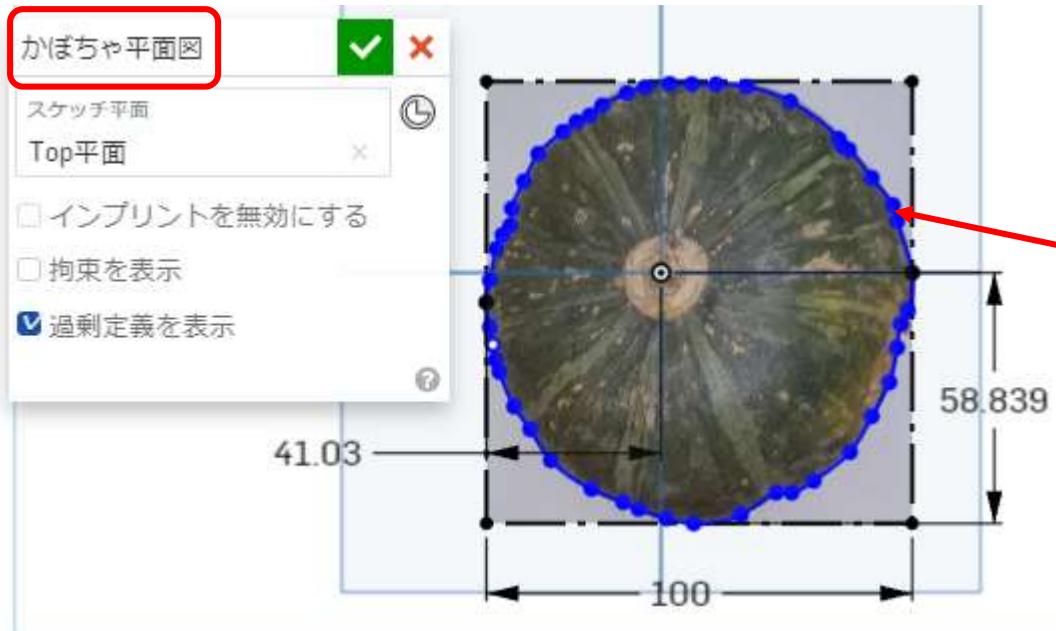 かぼちゃ平面図
スケッチ平面
Top平面
インプリントを無効にする
拘束を表示
過剰定義を表示
58.839
41.03
100